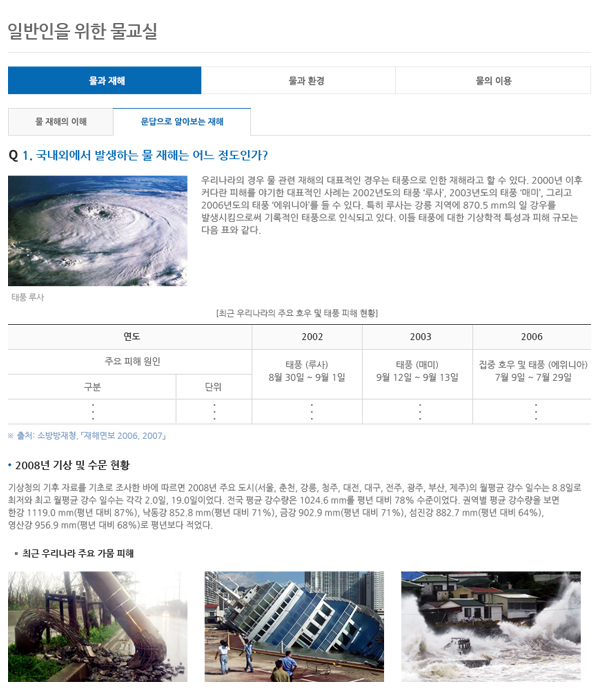 일반인을 위한 물교실
물과 재해
물과 환경
물의 이용
물 재해의 이해
문답으로 알아보는 재해
Q 1. 국내외에서 발생하는 물 재해는 어느 정도인가?
우리나라의 경우 물 관련 재해의 대표적인 경우는 태풍으로 인한 재해라고 할 수 있다. 2000년 이후
커다란 피해를 야기한 대표적인 사례는 2002년도의 태풍 '루사', 2003년도의 태풍 '매미', 그리고
2006년도의 태풍 '에위니아'를 들 수 있다. 특히 루사는 강릉 지역에 870.5 mm의 일 강우를
발생시킴으로써 기록적인 태풍으로 인식되고 있다. 이들 태풍에 대한 기상학적 특성과 피해 규모는
다음 표와 같다.
태풍 루사
[최근 우리나라의 주요 호우 및 태풍 피해 현황]
연도 2002 2003 2006
주요 피해 원인
태풍 (루사) 태풍 (매미) 집중 호우 및 태풍 (에위니아)
8월 30일 ~ 9월 1일 9월 12일 ~ 9월 13일 7월 9일 ~ 7월 29일
구분 단위
※ 출처: 소방방재청, 「재해연보 2006, 2007」
• 2008년 기상 및 수문 현황
기상청의 기후 자료를 기초로 조사한 바에 따르면 2008년 주요 도시(서울, 춘천, 강릉, 청주, 대전, 대구, 전주, 광주, 부산, 제주)의 월평균 강수 일수는 8.8일로
최저와 최고 월평균 강수 일수는 각각 2.0일, 19.0일이었다. 전국 평균 강수량은 1024.6 mm를 평년 대비 78% 수준이었다. 권역별 평균 강수량을 보면
한강 1119.0 mm(평년 대비 87%), 낙동강 852.8 mm(평년 대비 71%), 금강 902.9 mm(평년 대비 71%), 섬진강 882.7 mm(평년 대비 64%),
영산강 956.9 mm(평년 대비 68%)로 평년보다 적었다.
▪ 최근 우리나라 주요 가뭄 피해